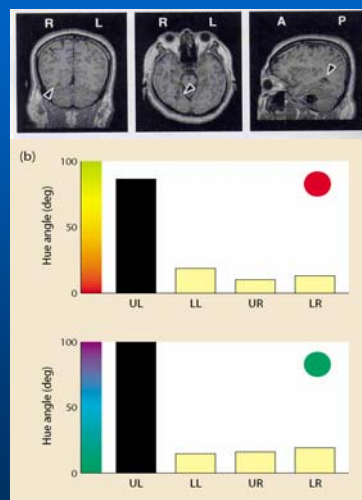 R L R L A P
(b)
100
Hue angle (deg)
50
0
UL LL UR LR
100
Hue angle (deg)
50
0
UL LL UR LR